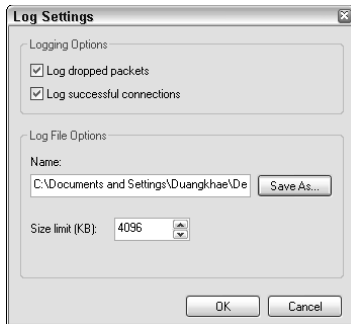 Log Settings
Logging Options
Log dropped packets
Log successful connections
Log File Options
Name:
C:\Documents and Settings\Duangkhae\De
Save As...
Size limit (KB):
4096
OK
Cancel